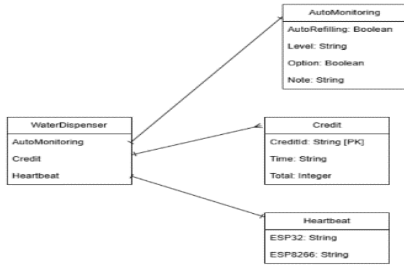 AutoMonitoring
AutoRefilling: Boolean
Level: String
Option: Boolean
Note: String
WaterDispenser
AutoMonitoring
Credit
Heartbeat
Credit
CreditId: String [PK]
Time: String
Total: Integer
Heartbeat
ESP32: String
ESP8266: String